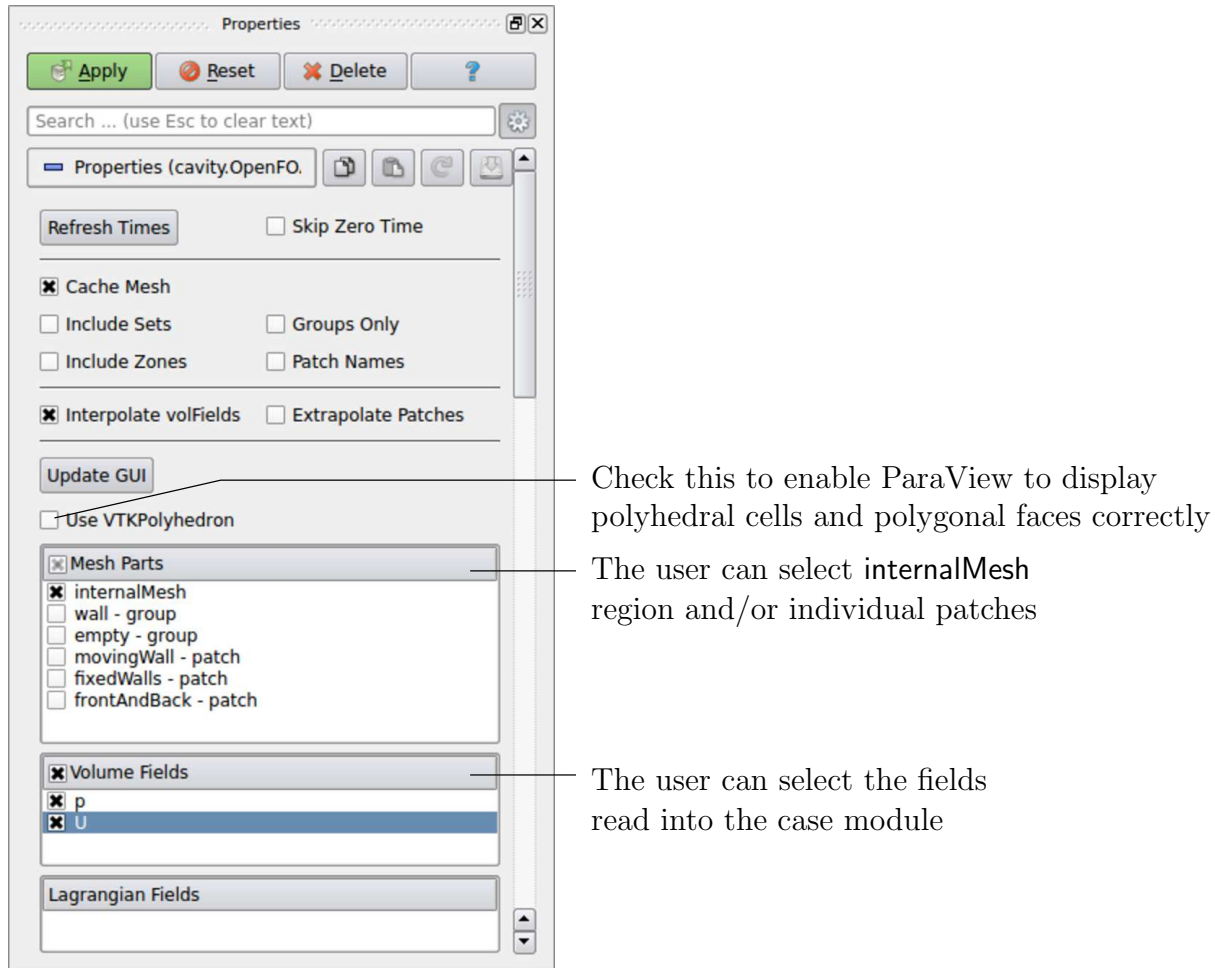 Properties
Apply Reset Delete ?
Search ... (use Esc to clear text)
Properties (cavity.OpenFO.
Refresh Times Skip Zero Time
Cache Mesh
Include Sets Groups Only
Include Zones Patch Names
Interpolate volFields Extrapolate Patches
Update GUI
Use VTKPolyhedron
Check this to enable ParaView to display
polyhedral cells and polygonal faces correctly
Mesh Parts
internalMesh
wall - group
empty - group
movingWall - patch
fixedWalls - patch
frontAndBack - patch
The user can select internalMesh
region and/or individual patches
Volume Fields
p
U
The user can select the fields
read into the case module
Lagrangian Fields